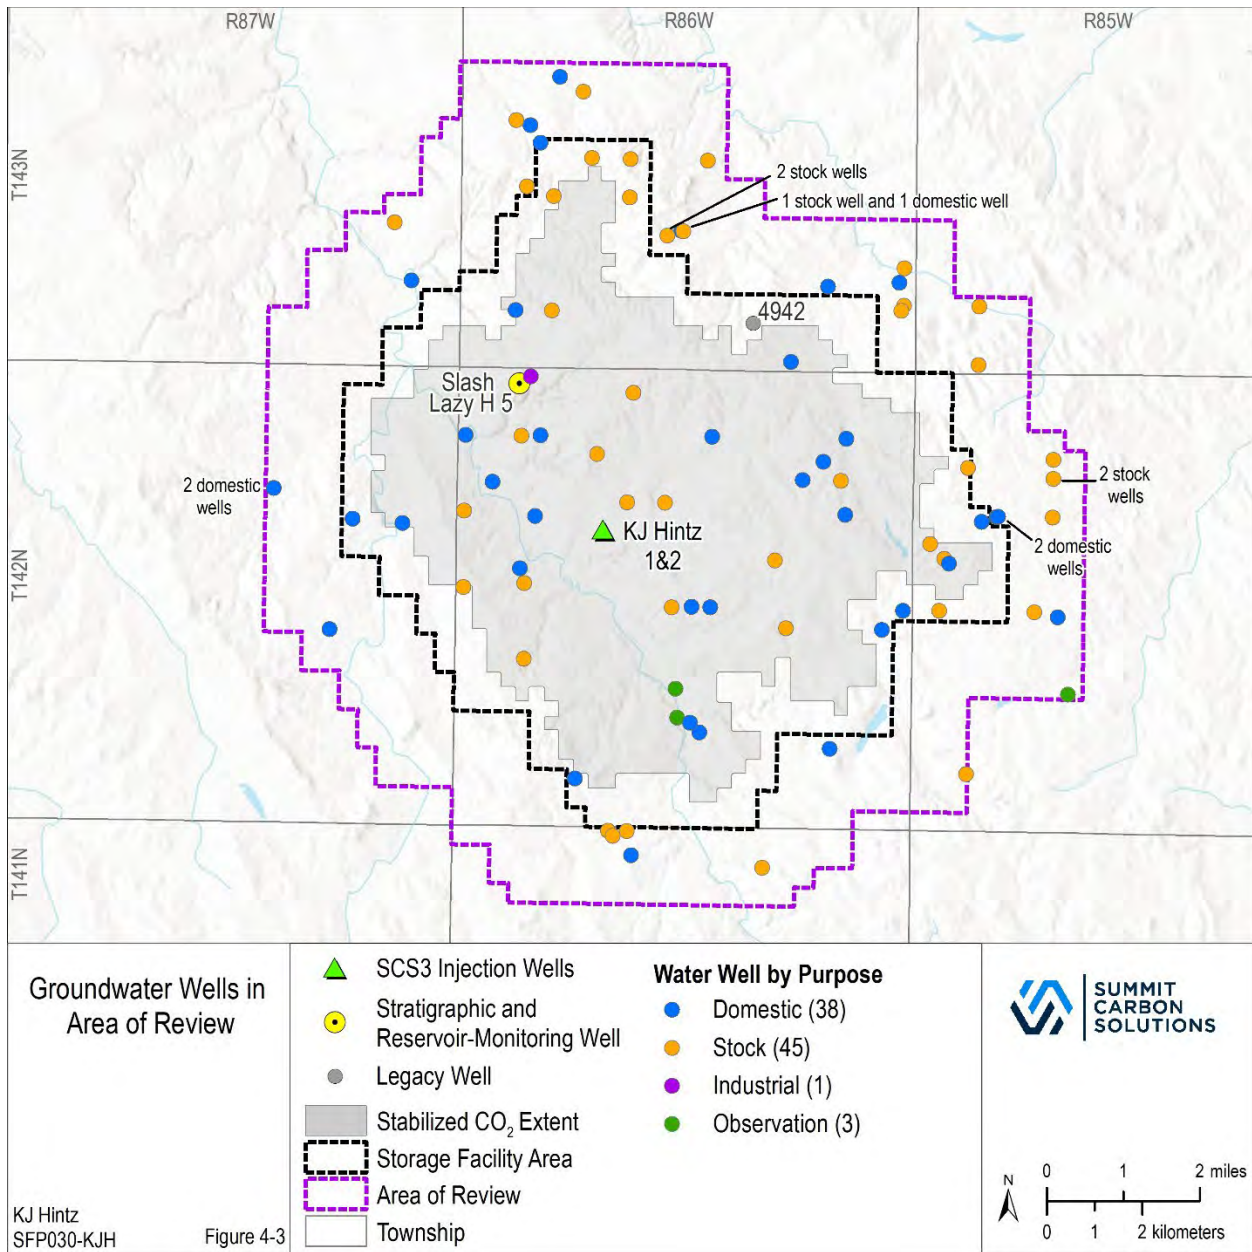 R87W
R86W
R85W
T143N
2 stock wells
1 stock well and 1 domestic well
4942
Slash
Lazy H 5
2 domestic
wells
2 stock
wells
KJ Hintz
1&2
2 domestic
wells
T142N
T141N
Groundwater Wells in
Area of Review
KJ Hintz
SFP030-KJH
Figure 4-3
SCS3 Injection Wells
Stratigraphic and
Reservoir-Monitoring Well
Legacy Well
Stabilized CO₂ Extent
Storage Facility Area
Area of Review
Township
Water Well by Purpose
Domestic (38)
Stock (45)
Industrial (1)
Observation (3)
SUMMIT
CARBON
SOLUTIONS
N
0 1 2 miles
0 1 2 kilometers